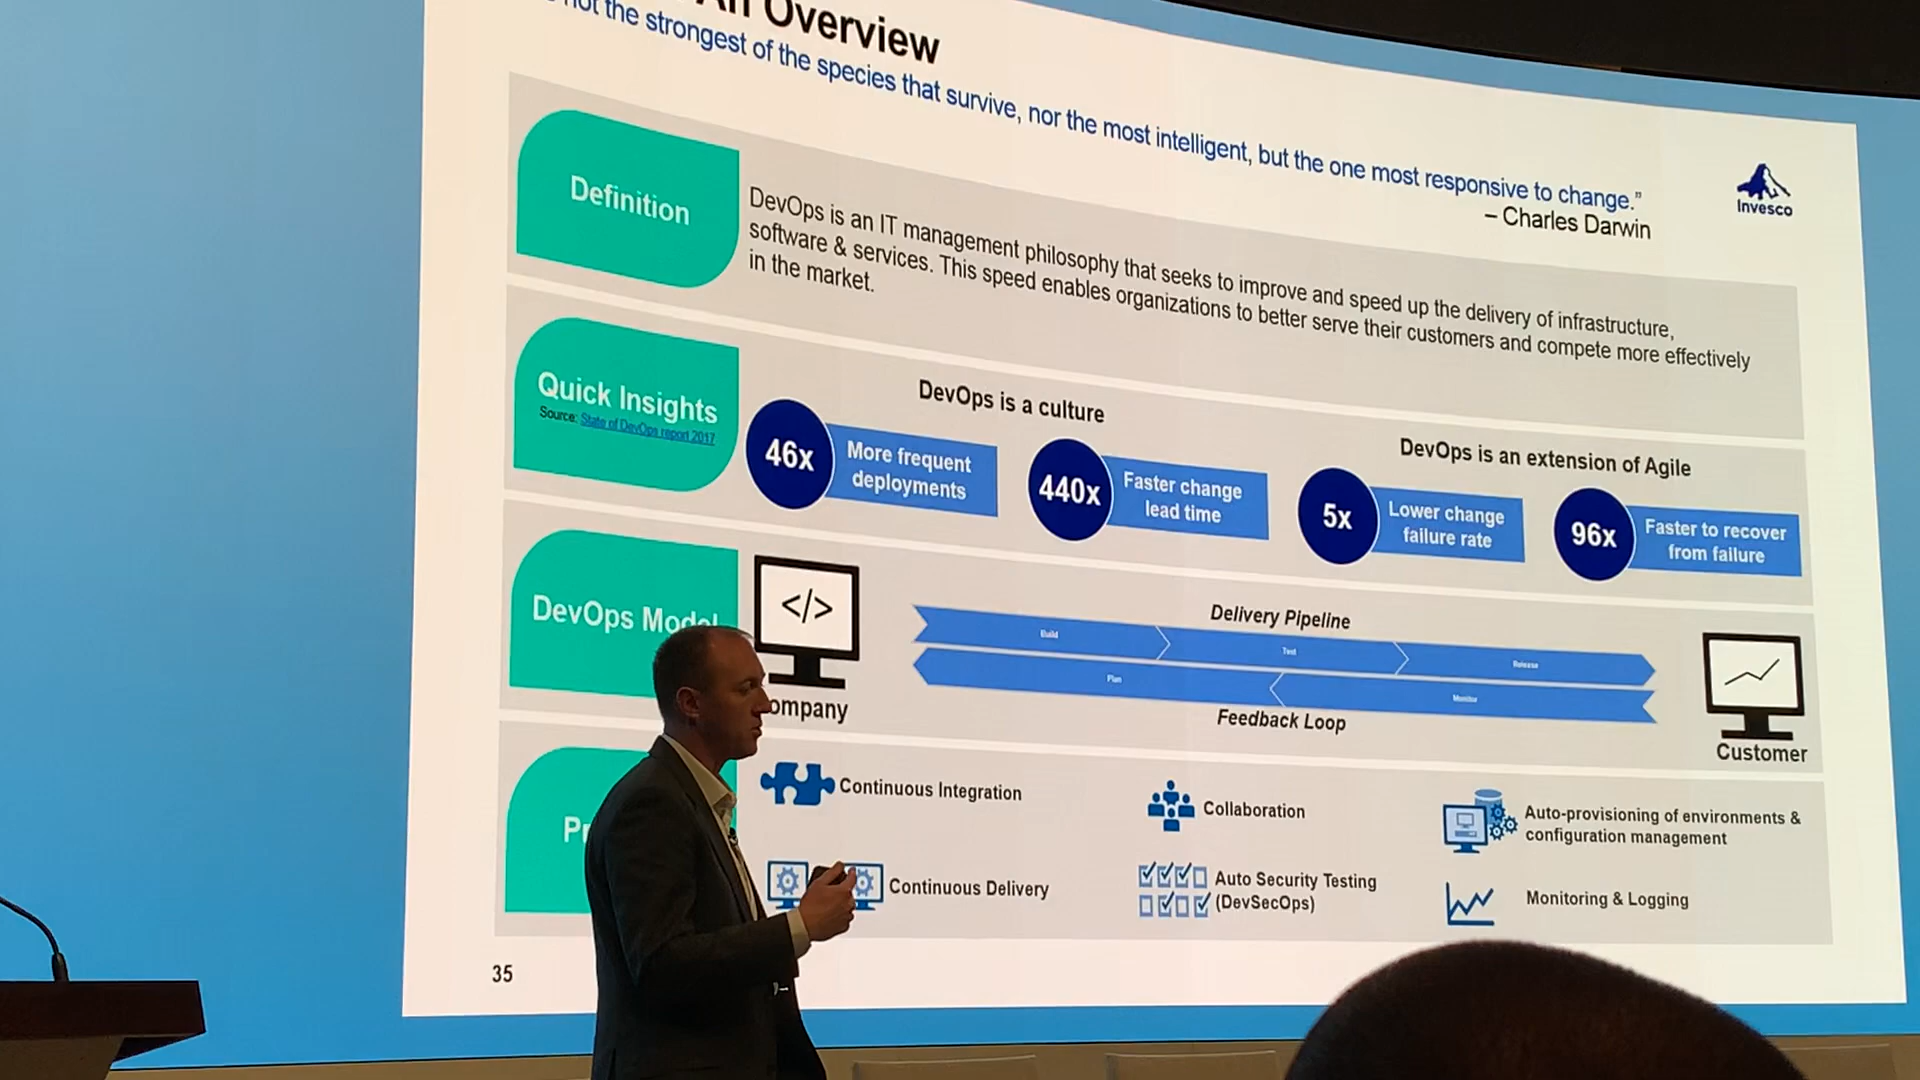 An Overview
not the strongest of the species that survive, nor the most intelligent, but the one most responsive to change."
– Charles Darwin
Invesco
Definition
DevOps is an IT management philosophy that seeks to improve and speed up the delivery of infrastructure,
software & services. This speed enables organizations to better serve their customers and compete more effectively
in the market.
Quick Insights
Source: State of DevOps report 2017
DevOps is a culture
DevOps is an extension of Agile
46x
More frequent
deployments
440x
Faster change
lead time
5x
Lower change
failure rate
96x
Faster to recover
from failure
DevOps Model
</>
ompany
Delivery Pipeline
Build
Test
Release
Plan
Monitor
Feedback Loop
Customer
Pr
Continuous Integration
Collaboration
Auto-provisioning of environments &
configuration management
Continuous Delivery
Auto Security Testing
(DevSecOps)
Monitoring & Logging
35